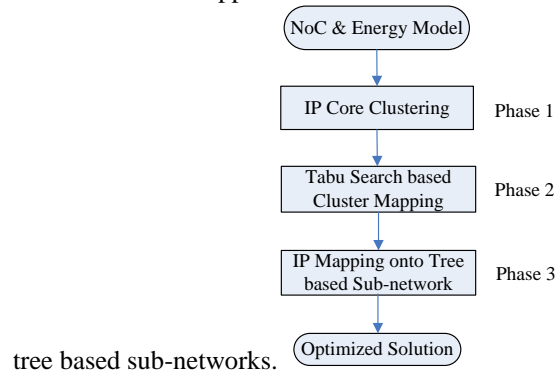 NoC & Energy Model
IP Core Clustering
Phase 1
Tabu Search based
Cluster Mapping
Phase 2
IP Mapping onto Tree
based Sub-network
Phase 3
Optimized Solution
tree based sub-networks.